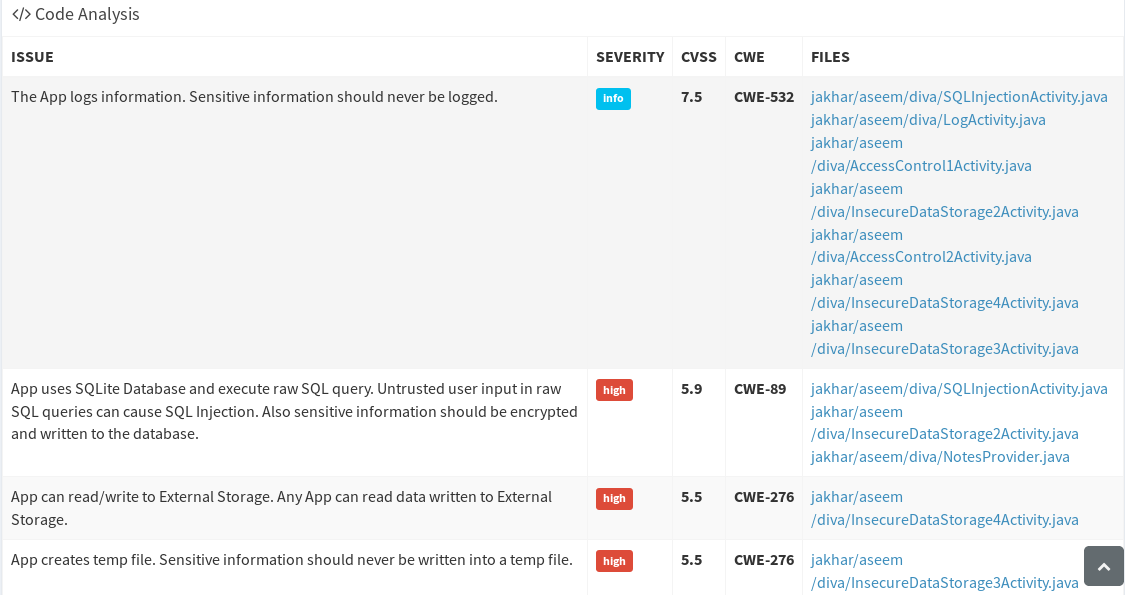 </> Code Analysis
ISSUE SEVERITY CVSS CWE FILES
The App logs information. Sensitive information should never be logged. info 7.5 CWE-532 jakhar/aseem/diva/SQLInjectionActivity.java
jakhar/aseem/diva/LogActivity.java
jakhar/aseem
/diva/AccessControl1Activity.java
jakhar/aseem
/diva/InsecureDataStorage2Activity.java
jakhar/aseem
/diva/AccessControl2Activity.java
jakhar/aseem
/diva/InsecureDataStorage4Activity.java
jakhar/aseem
/diva/InsecureDataStorage3Activity.java
App uses SQLite Database and execute raw SQL query. Untrusted user input in raw high 5.9 CWE-89 jakhar/aseem/diva/SQLInjectionActivity.java
SQL queries can cause SQL Injection. Also sensitive information should be encrypted jakhar/aseem
and written to the database. /diva/InsecureDataStorage2Activity.java
jakhar/aseem/diva/NotesProvider.java
App can read/write to External Storage. Any App can read data written to External high 5.5 CWE-276 jakhar/aseem
Storage. /diva/InsecureDataStorage4Activity.java
App creates temp file. Sensitive information should never be written into a temp file. high 5.5 CWE-276 jakhar/aseem
/diva/InsecureDataStorage3Activity.java